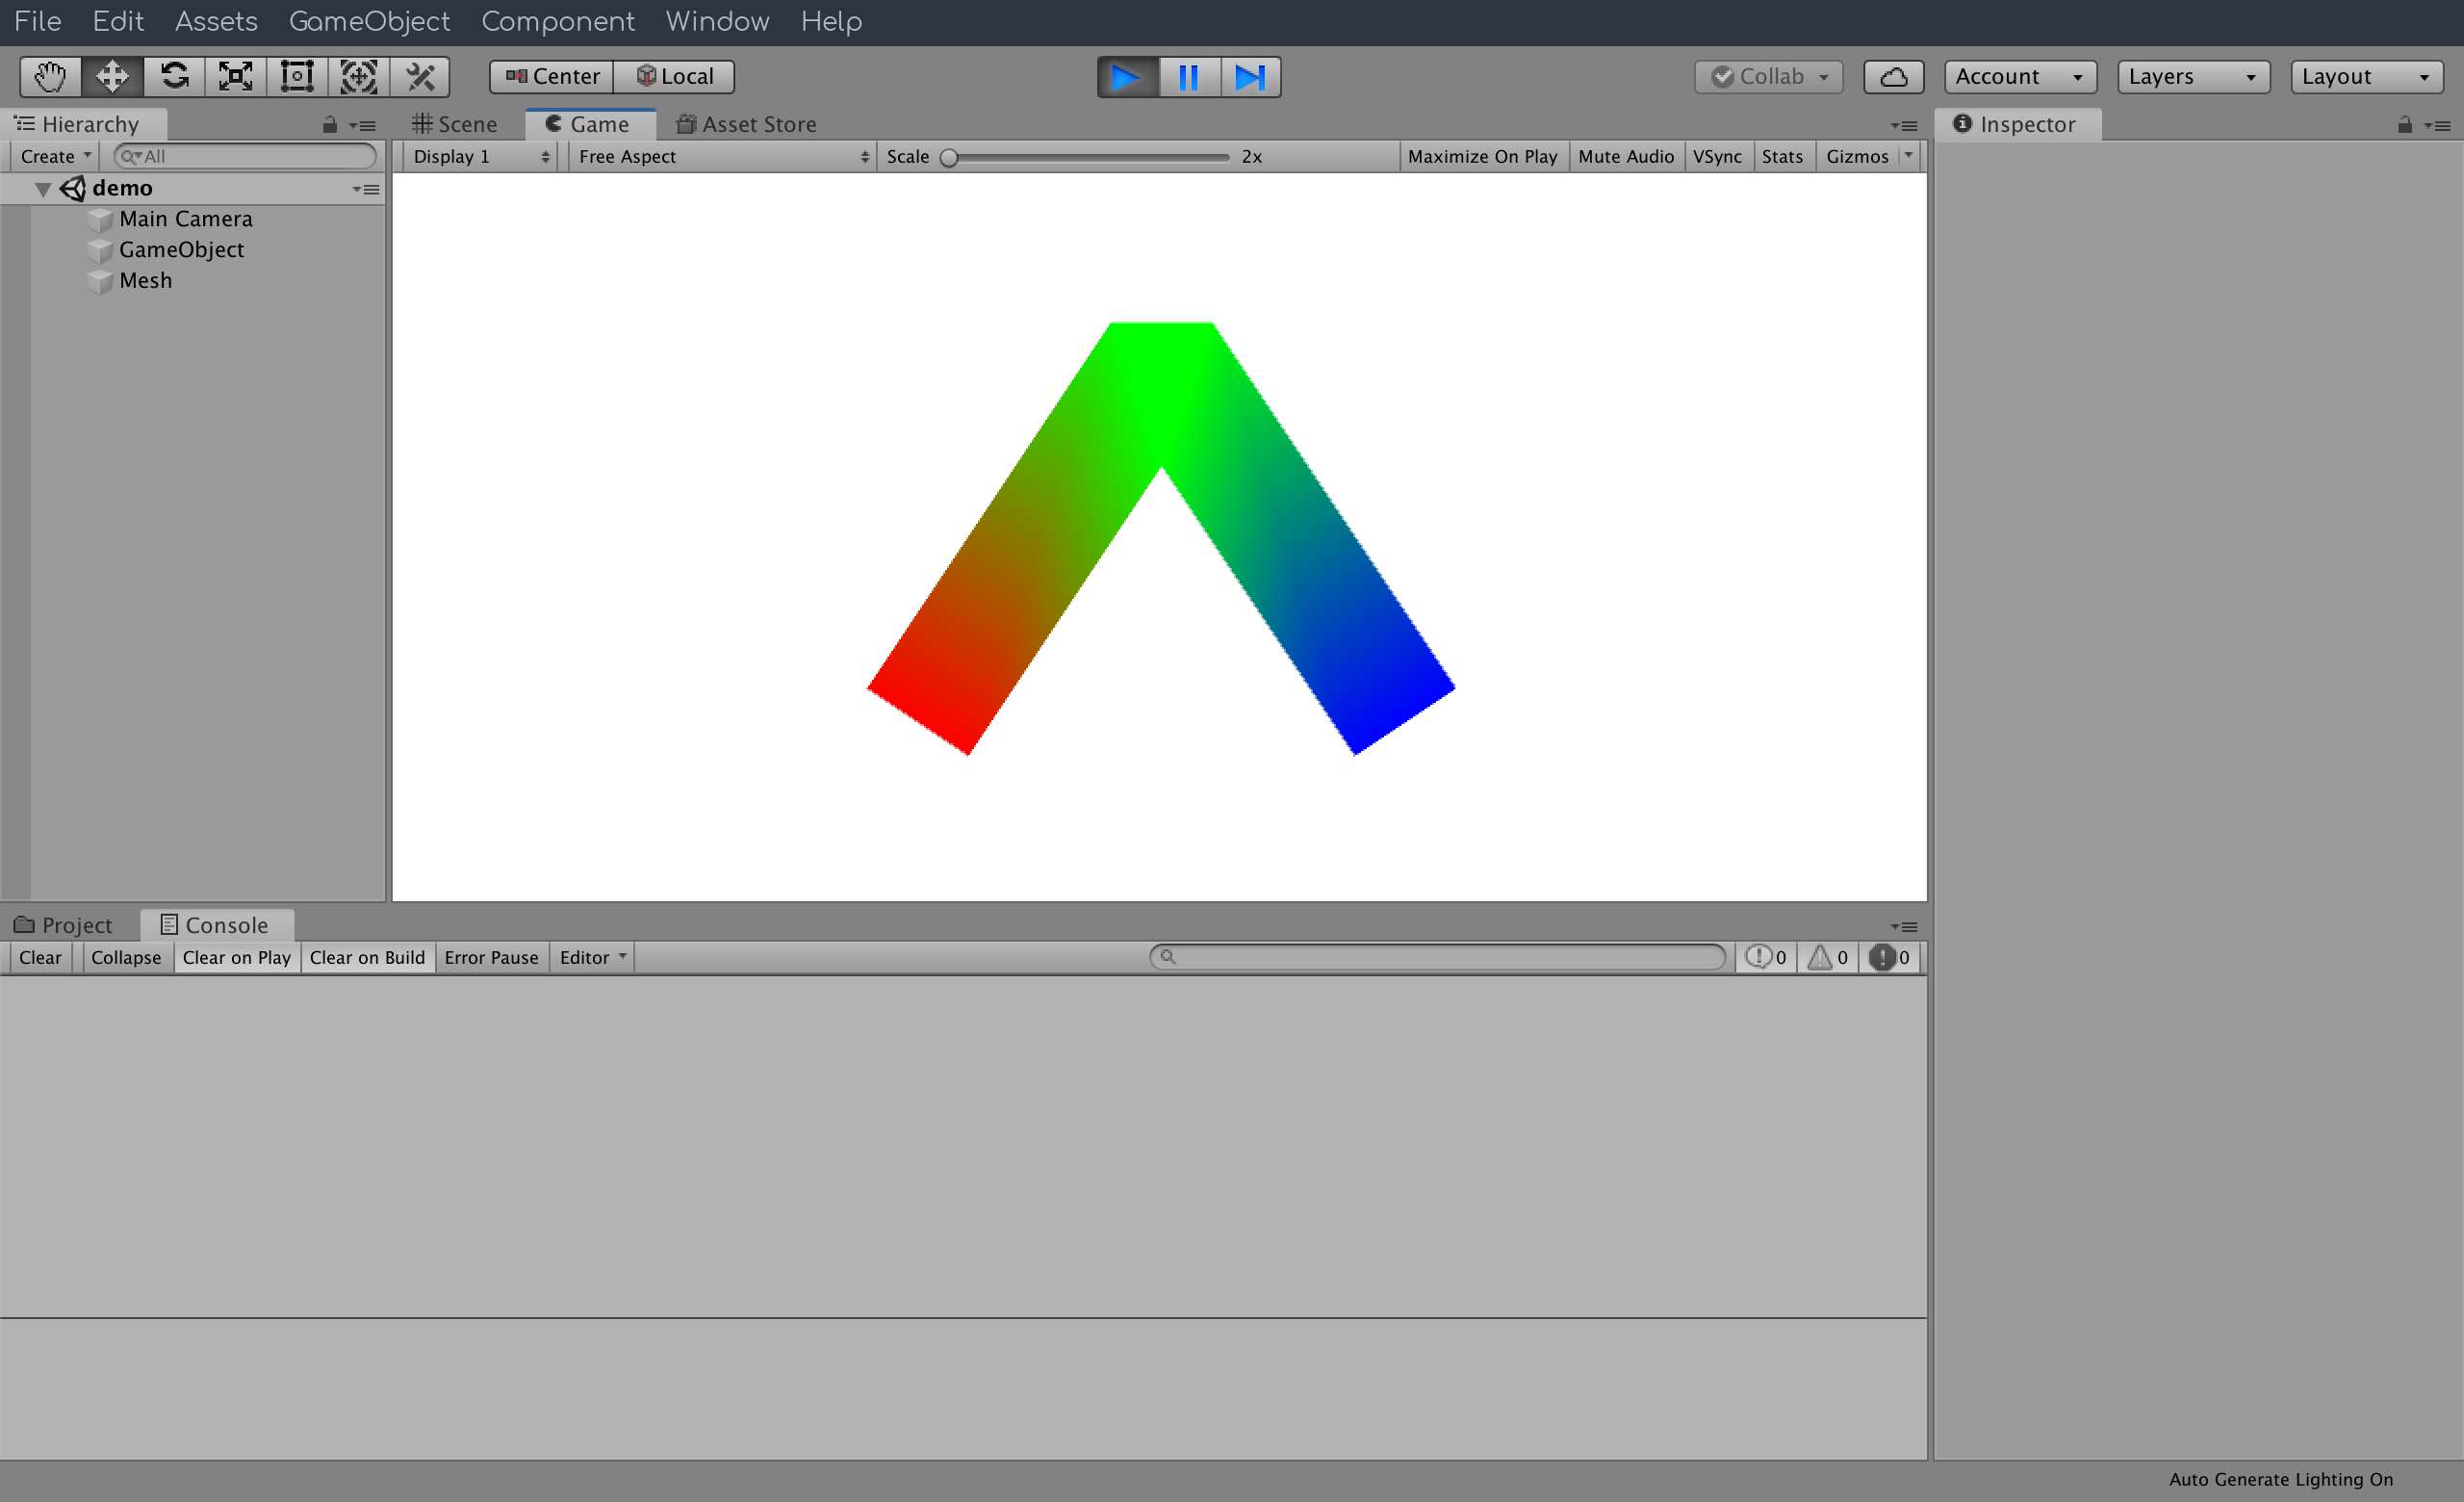 File Edit Assets GameObject Component Window Help
Center Local Collab Account Layers Layout
Hierarchy Scene Game Asset Store Inspector
Create All Display 1 Free Aspect Scale 2x Maximize On Play Mute Audio VSync Stats Gizmos
demo
Main Camera
GameObject
Mesh
Project Console
Clear Collapse Clear on Play Clear on Build Error Pause Editor 0 0 0
Auto Generate Lighting On